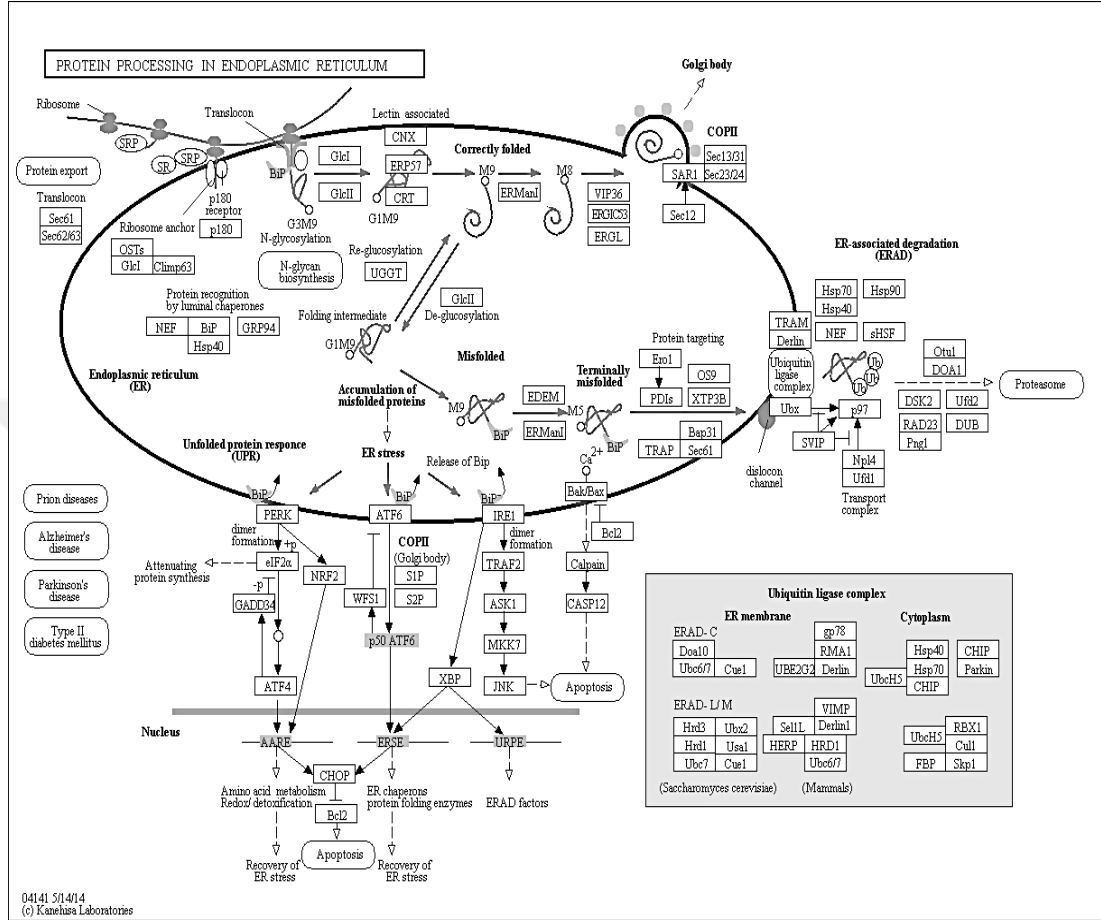 PROTEIN PROCESSING IN ENDOPLASMIC RETICULUM
Golgi body
Ribosome
Translocon
Lectin associated
CNX
COPII
SRP
SR
SRP
BiP
GlcI
GlcII
ERP57
CRT
Correctly folded
M9
M8
ERManI
VIP36
ERGIC53
ERGL
Sec13/31
SAR1
Sec23/24
Sec12
Protein export
Translocon
Sec61
Sec62/63
p180
receptor
p180
Ribosome anchor
OSTs
GlcI
Climp63
G3M9
N-glycosylation
N-glycan
biosynthesis
G1M9
Re-glucosylation
UGGT
GlcII
De-glucosylation
ER-associated degradation
(ERAD)
Hsp70
Hsp90
Hsp40
TRAM
Derlin
NEF
sHSF
Protein recognition
by luminal chaperones
NEF
BiP
GRP94
Hsp40
Folding intermediate
G1M9
Endoplasmic reticulum
(ER)
Misfolded
Accumulation of
misfolded proteins
M9
BiP
EDEM
ERManI
Terminally
misfolded
M5
BiP
Protein targeting
Ero1
OS9
PDIs
XTP3B
Bap31
TRAP
Sec61
Ubiquitin
ligase
complex
Ub
Ub
Ub
Ubx
p97
SVIP
Npl4
Ufd1
Transport
complex
dislocon
channel
Otu1
DOA1
Proteasome
DSK2
Ufd2
RAD23
DUB
Png1
Unfolded protein responce
(UPR)
ER stress
Release of Bip
Ca2+
Bak/Bax
Bcl2
BiP
BiP
BiP
PERK
ATF6
IRE1
Prion diseases
Alzheimer's
disease
Parkinson's
disease
Type II
diabetes mellitus
dimer
formation
+p
eIF2α
Attenuating
protein synthesis
NRF2
-p
GADD34
ATF4
COPII
(Golgi body)
S1P
S2P
WFS1
p50 ATF6
dimer
formation
TRAF2
ASK1
MKK7
JNK
XBP
Calpain
CASP12
Apoptosis
Nucleus
AARE
ERSE
URPE
CHOP
Bcl2
Apoptosis
Amino acid metabolism
Redox/ detoxification
ER chaperons
protein folding enzymes
ERAD factors
Recovery of
ER stress
Recovery of
ER stress
Ubiquitin ligase complex
ER membrane
Cytoplasm
ERAD- C
Doa10
Ubc6/7
Cue1
gp78
RMA1
UBE2G2
Derlin
Hsp40
CHIP
Hsp70
Parkin
UbcH5
CHIP
ERAD- L/ M
Hrd3
Ubx2
Hrd1
Usa1
Ubc7
Cue1
VIMP
Sel1L
Derlin1
HERP
HRD1
Ubc6/7
RBX1
UbcH5
Cul1
FBP
Skp1
(Saccharomyces cerevisiae)
(Mammals)
04141 5/14/14
(c) Kanehisa Laboratories